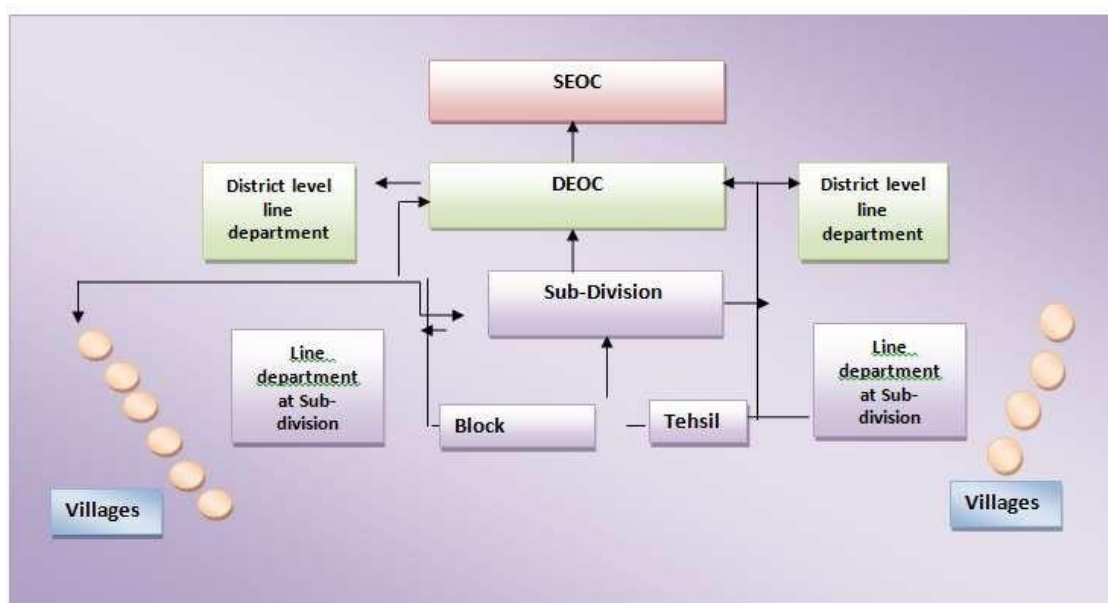 SEOC
District level
line
department
DEOC
District level
line
department
Sub-Division
Line
department
at Sub-
division
Block
Tehsil
Line
department
at Sub-
division
Villages
Villages